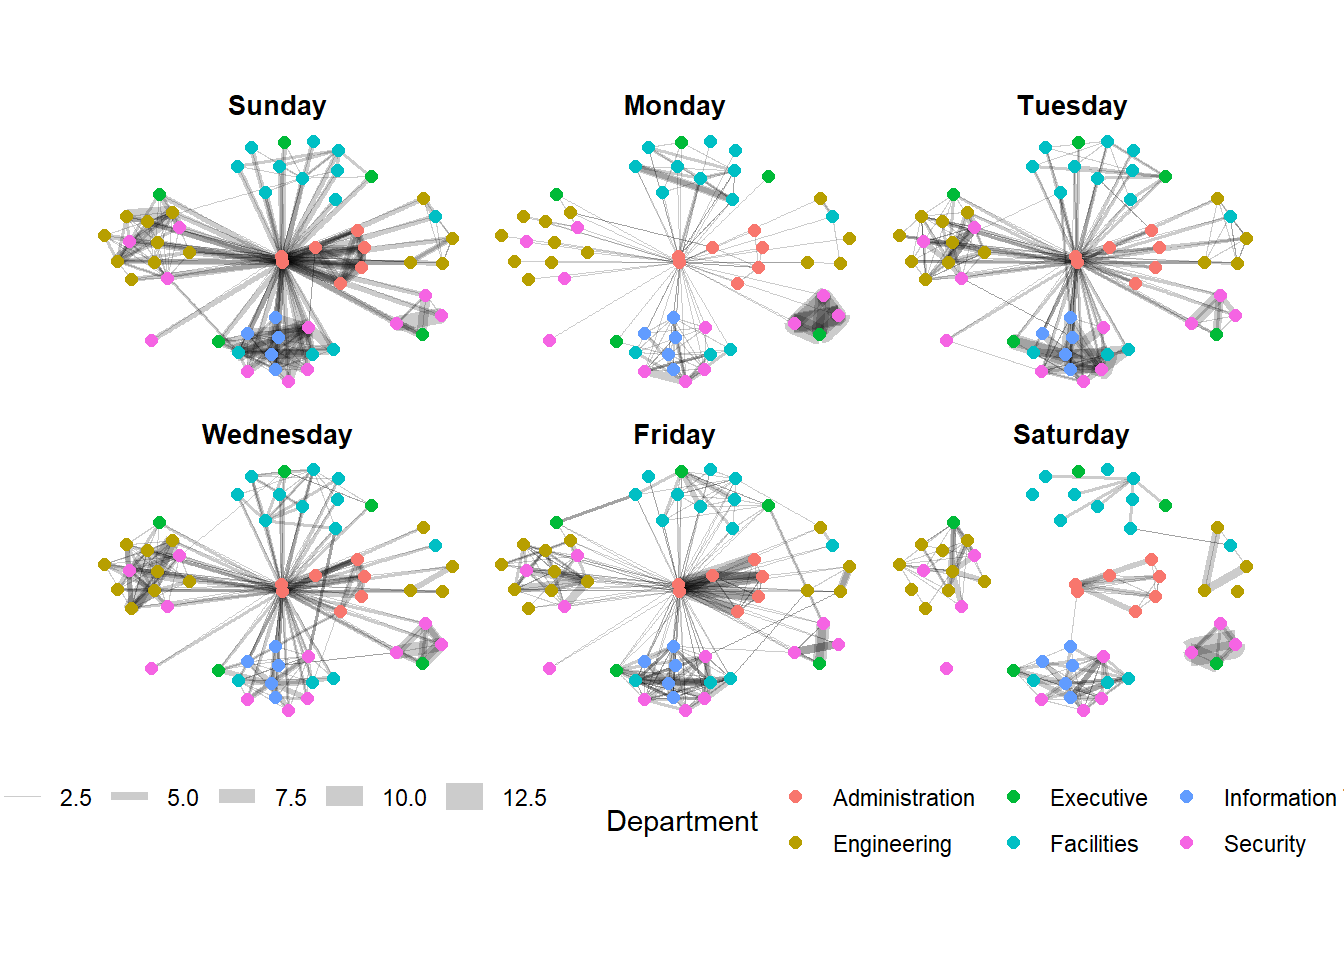 Sunday Monday Tuesday
Wednesday Friday Saturday
2.5 5.0 7.5 10.0 12.5
Department
Administration Executive Information
Engineering Facilities Security